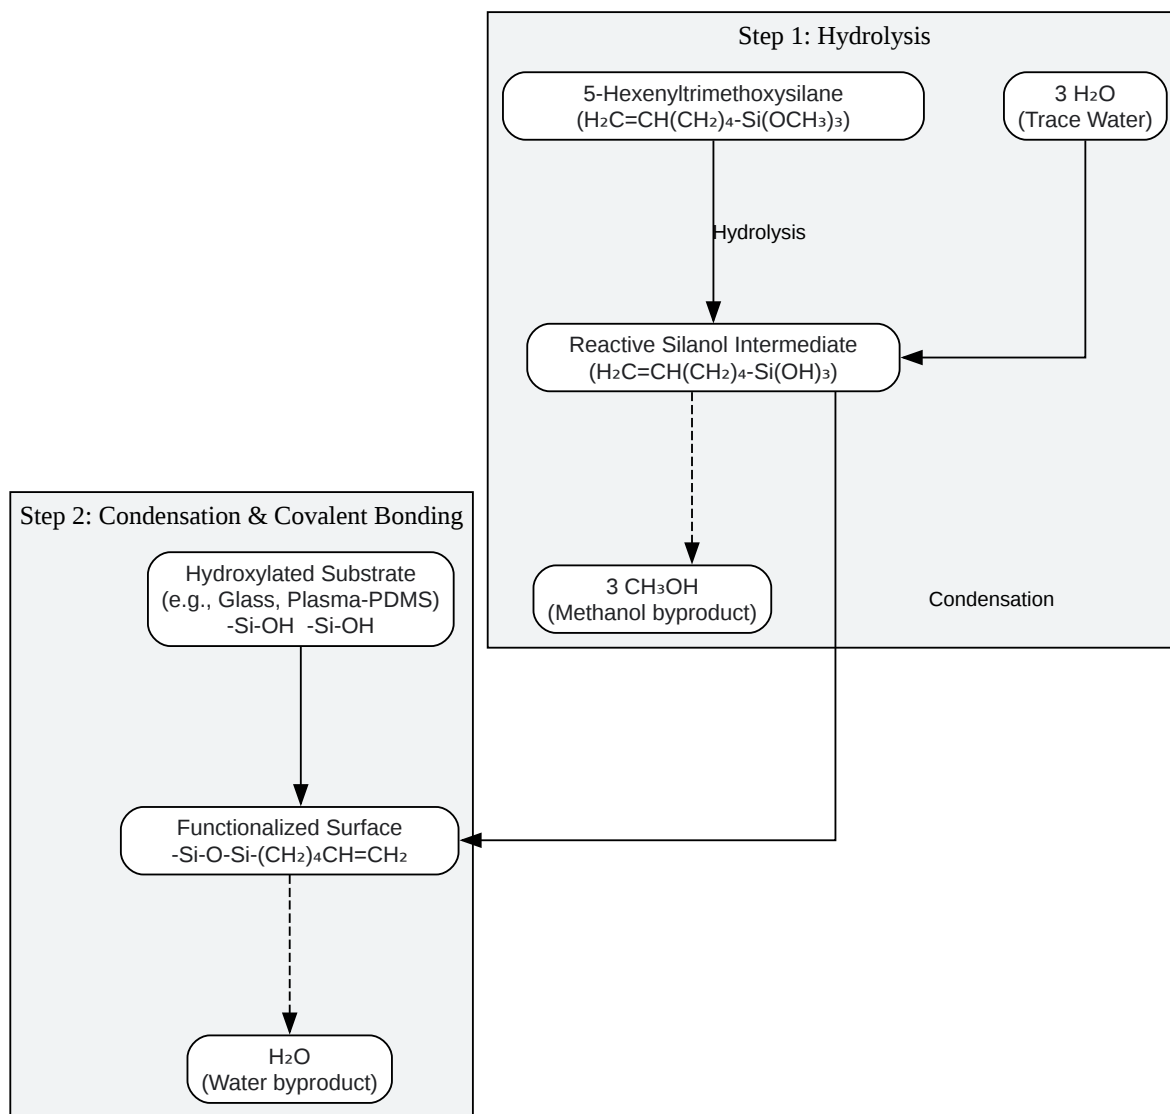 Step 1: Hydrolysis
5-Hexenyltrimethoxysilane
(H₂C=CH(CH₂)₄-Si(OCH₃)₃)
3 H₂O
(Trace Water)
Hydrolysis
Reactive Silanol Intermediate
(H₂C=CH(CH₂)₄-Si(OH)₃)
3 CH₃OH
(Methanol byproduct)
Condensation
Step 2: Condensation & Covalent Bonding
Hydroxylated Substrate
(e.g., Glass, Plasma-PDMS)
-Si-OH  -Si-OH
Functionalized Surface
-Si-O-Si-(CH₂)₄CH=CH₂
H₂O
(Water byproduct)